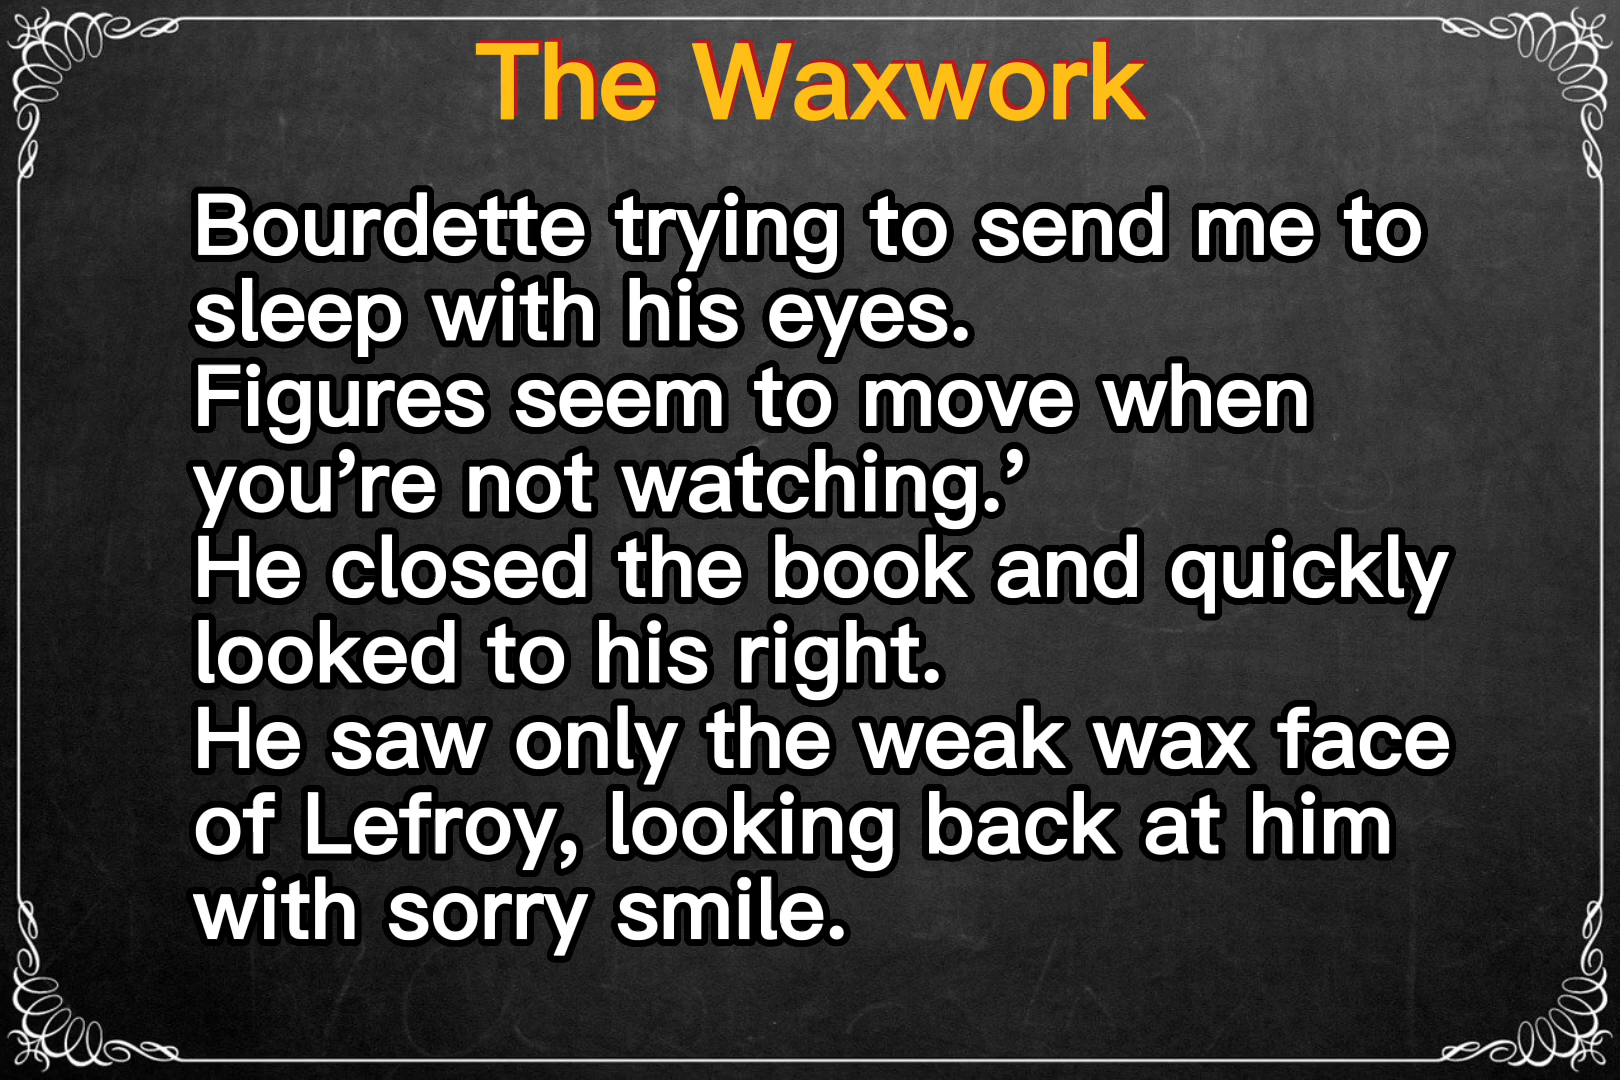 The Waxwork
Bourdette trying to send me to
sleep with his eyes.
Figures seem to move when
you’re not watching.’
He closed the book and quickly
looked to his right.
He saw only the weak wax face
of Lefroy, looking back at him
with sorry smile.